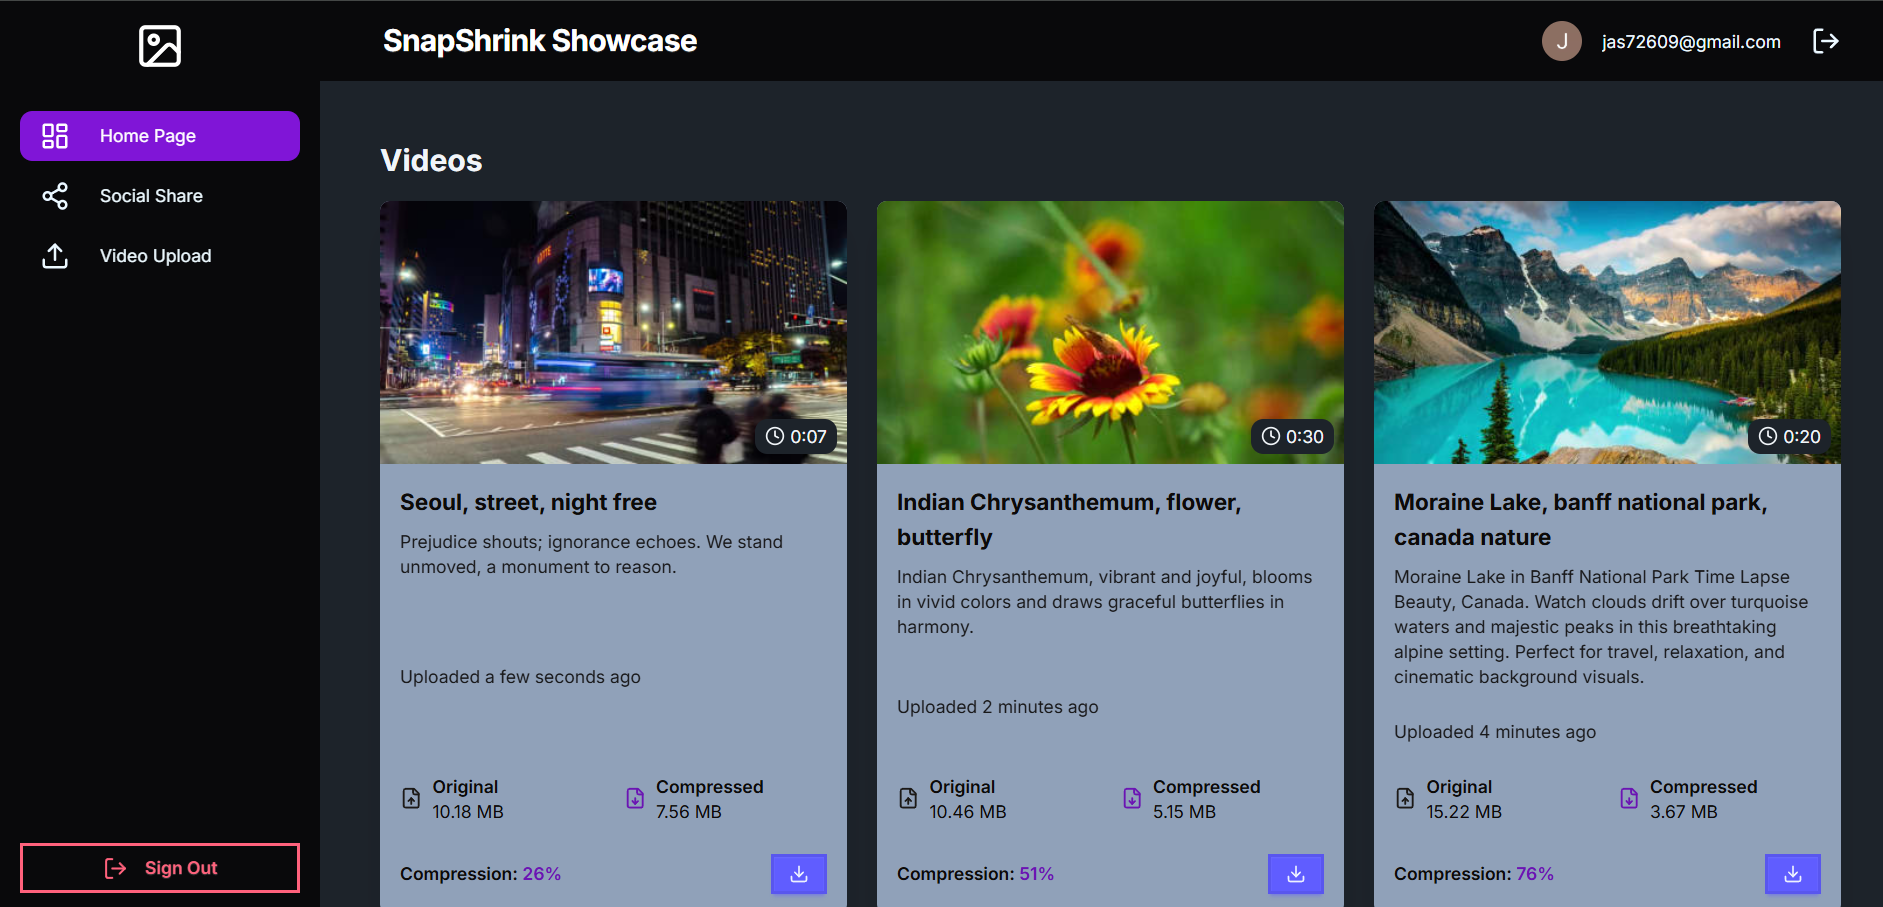 SnapShrink Showcase
J
jas72609@gmail.com
Home Page
Social Share
Video Upload
Sign Out
Videos
0:07
Seoul, street, night free
Prejudice shouts; ignorance echoes. We stand
unmoved, a monument to reason.
Uploaded a few seconds ago
Original
10.18 MB
Compressed
7.56 MB
Compression: 26%
0:30
Indian Chrysanthemum, flower,
butterfly
Indian Chrysanthemum, vibrant and joyful, blooms
in vivid colors and draws graceful butterflies in
harmony.
Uploaded 2 minutes ago
Original
10.46 MB
Compressed
5.15 MB
Compression: 51%
0:20
Moraine Lake, banff national park,
canada nature
Moraine Lake in Banff National Park Time Lapse
Beauty, Canada. Watch clouds drift over turquoise
waters and majestic peaks in this breathtaking
alpine setting. Perfect for travel, relaxation, and
cinematic background visuals.
Uploaded 4 minutes ago
Original
15.22 MB
Compressed
3.67 MB
Compression: 76%